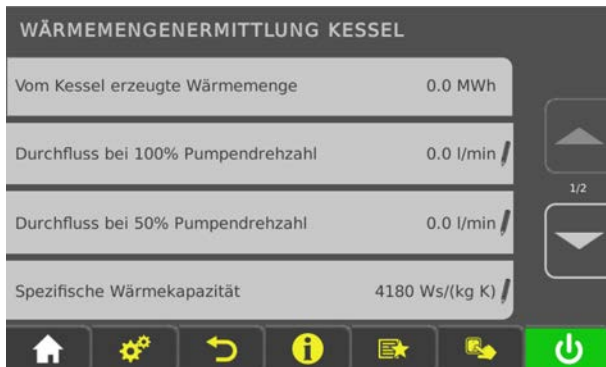 WÄRMEMENGENERMITTLUNG KESSEL
Vom Kessel erzeugte Wärmemenge 0.0 MWh
Durchfluss bei 100% Pumpendrehzahl 0.0 l/min
1/2
Durchfluss bei 50% Pumpendrehzahl 0.0 l/min
Spezifische Wärmekapazität 4180 Ws/(kg K)